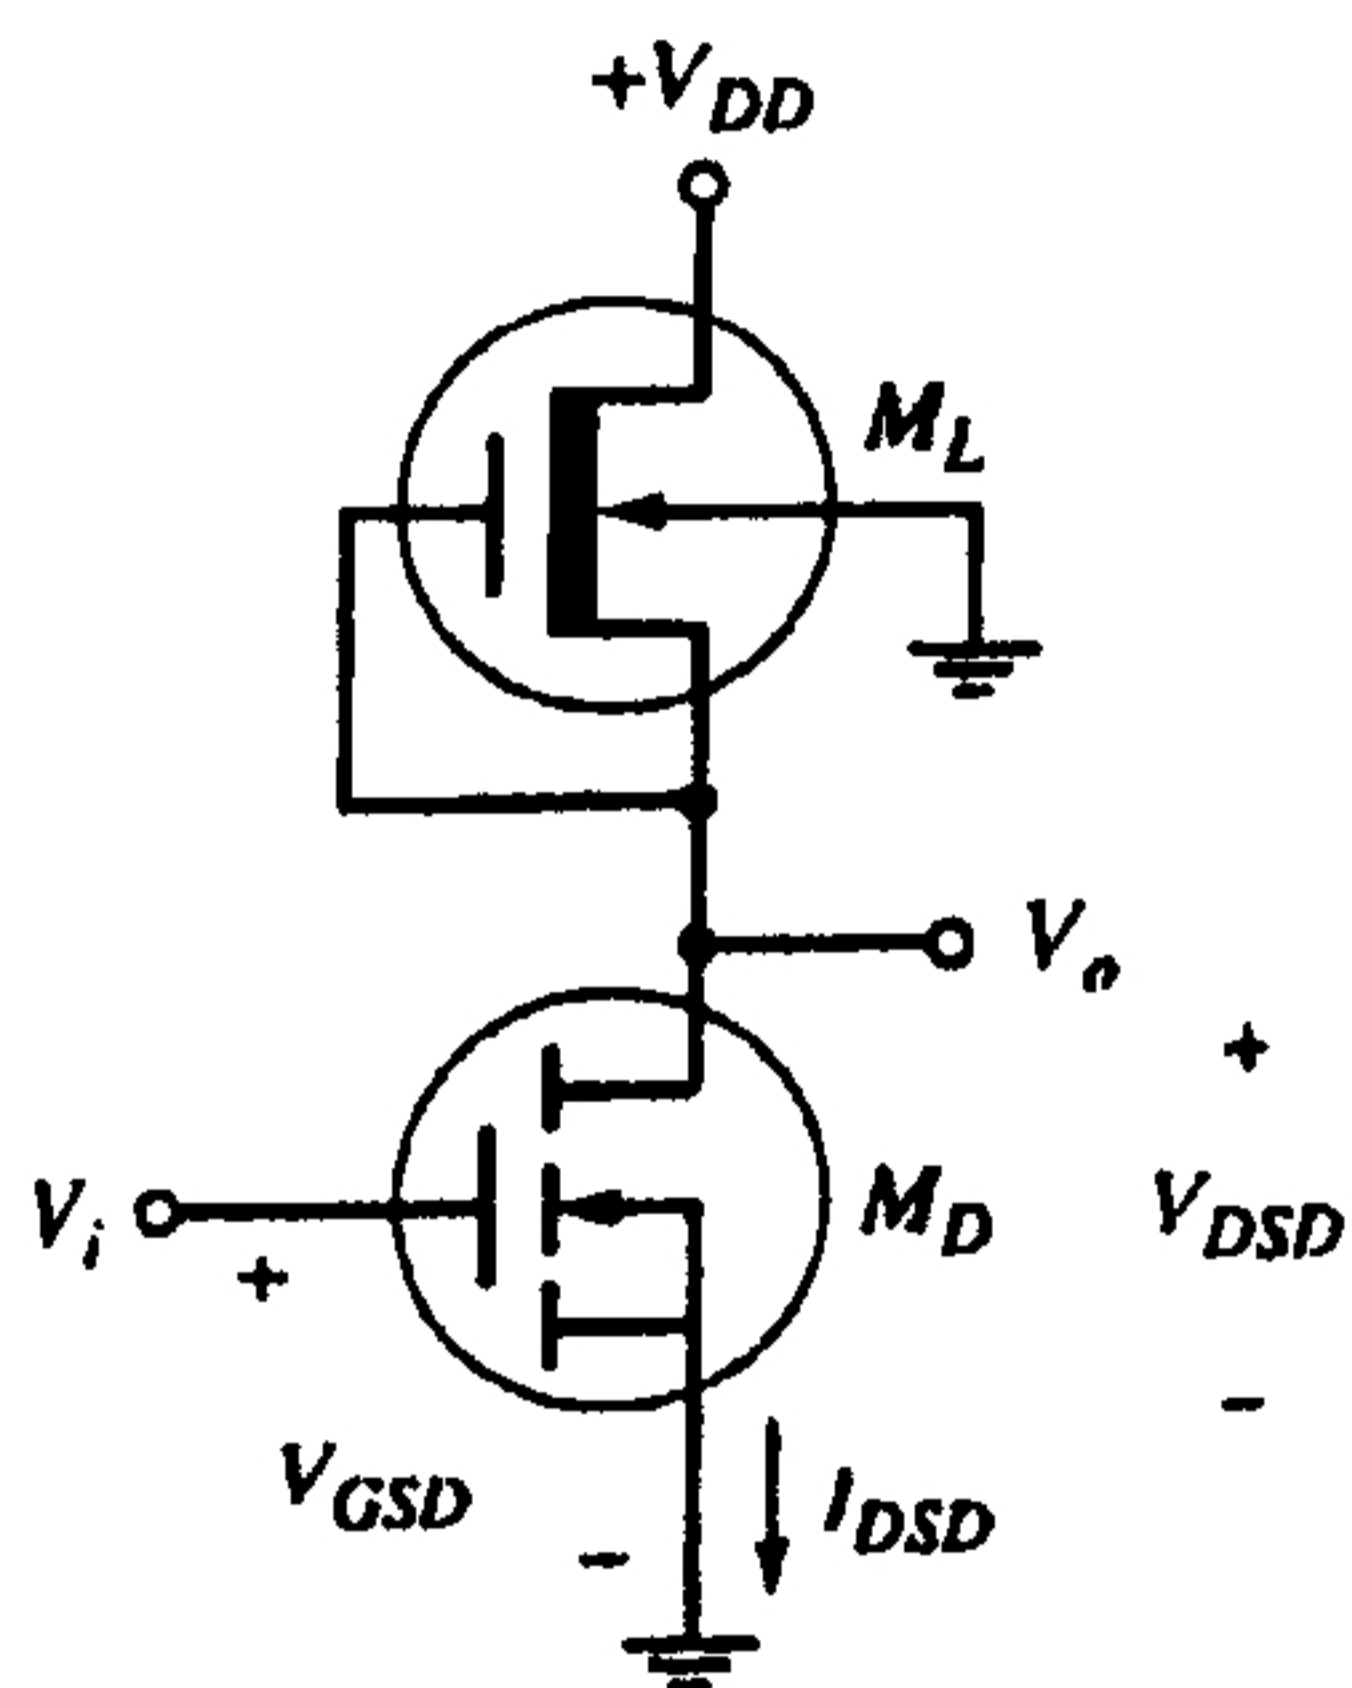 +V_DD
M_L
V_o
+
V_i
+
M_D
V_DSD
-
V_GSD
-
I_DSD